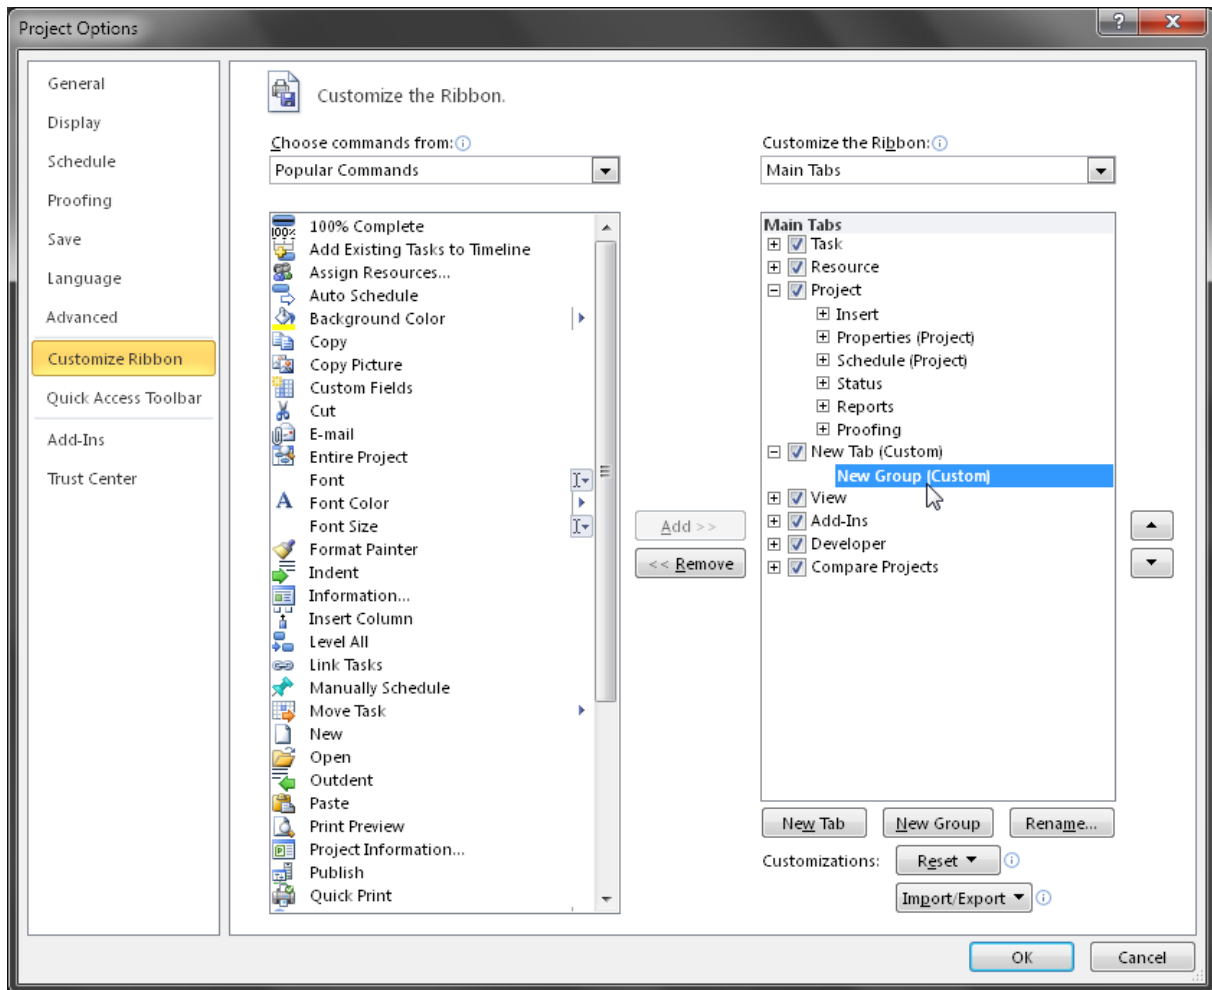 Project Options
General
Display
Schedule
Proofing
Save
Language
Advanced
Customize Ribbon
Quick Access Toolbar
Add-Ins
Trust Center
Customize the Ribbon.
Choose commands from:
Popular Commands
100% Complete
Add Existing Tasks to Timeline
Assign Resources...
Auto Schedule
Background Color
Copy
Copy Picture
Custom Fields
Cut
E-mail
Entire Project
Font
Font Color
Font Size
Format Painter
Indent
Information...
Insert Column
Level All
Link Tasks
Manually Schedule
Move Task
New
Open
Outdent
Paste
Print Preview
Project Information...
Publish
Quick Print
Add >>
<< Remove
Customize the Ribbon:
Main Tabs
Main Tabs
Task
Resource
Project
Insert
Properties (Project)
Schedule (Project)
Status
Reports
Proofing
New Tab (Custom)
New Group (Custom)
View
Add-Ins
Developer
Compare Projects
New Tab New Group Rename...
Customizations: Reset
Import/Export
OK Cancel